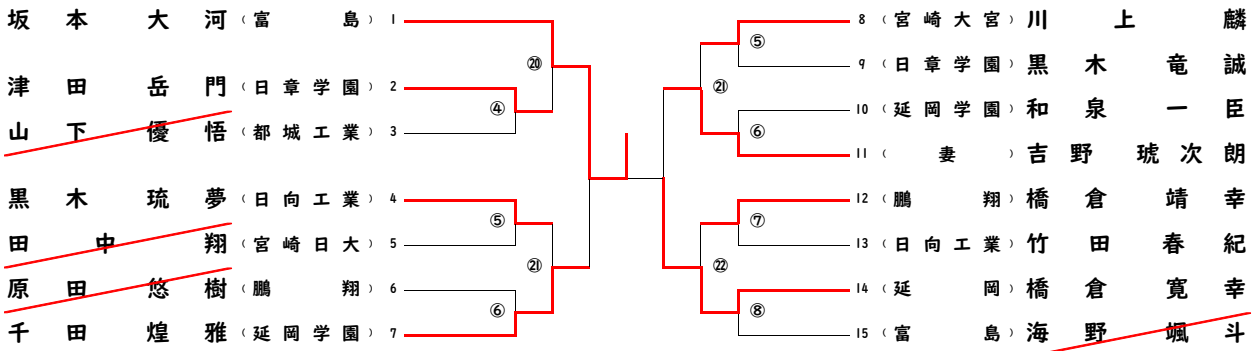 坂本大河（富島）1
津田岳門（日章学園）2
山下優悟（都城工業）3
黒木琉夢（日向工業）4
田中翔（宮崎日大）5
原田悠樹（鵬翔）6
千田煌雅（延岡学園）7
⑳
④
⑤
㉑
⑥
⑤
㉑
⑥
⑦
㉒
⑧
8（宮崎大宮）川上麟
9（日章学園）黒木竜誠
10（延岡学園）和泉一臣
11（妻）吉野琥次朗
12（鵬翔）橋倉靖幸
13（日向工業）竹田春紀
14（延岡）橋倉寛幸
15（富島）海野颯斗